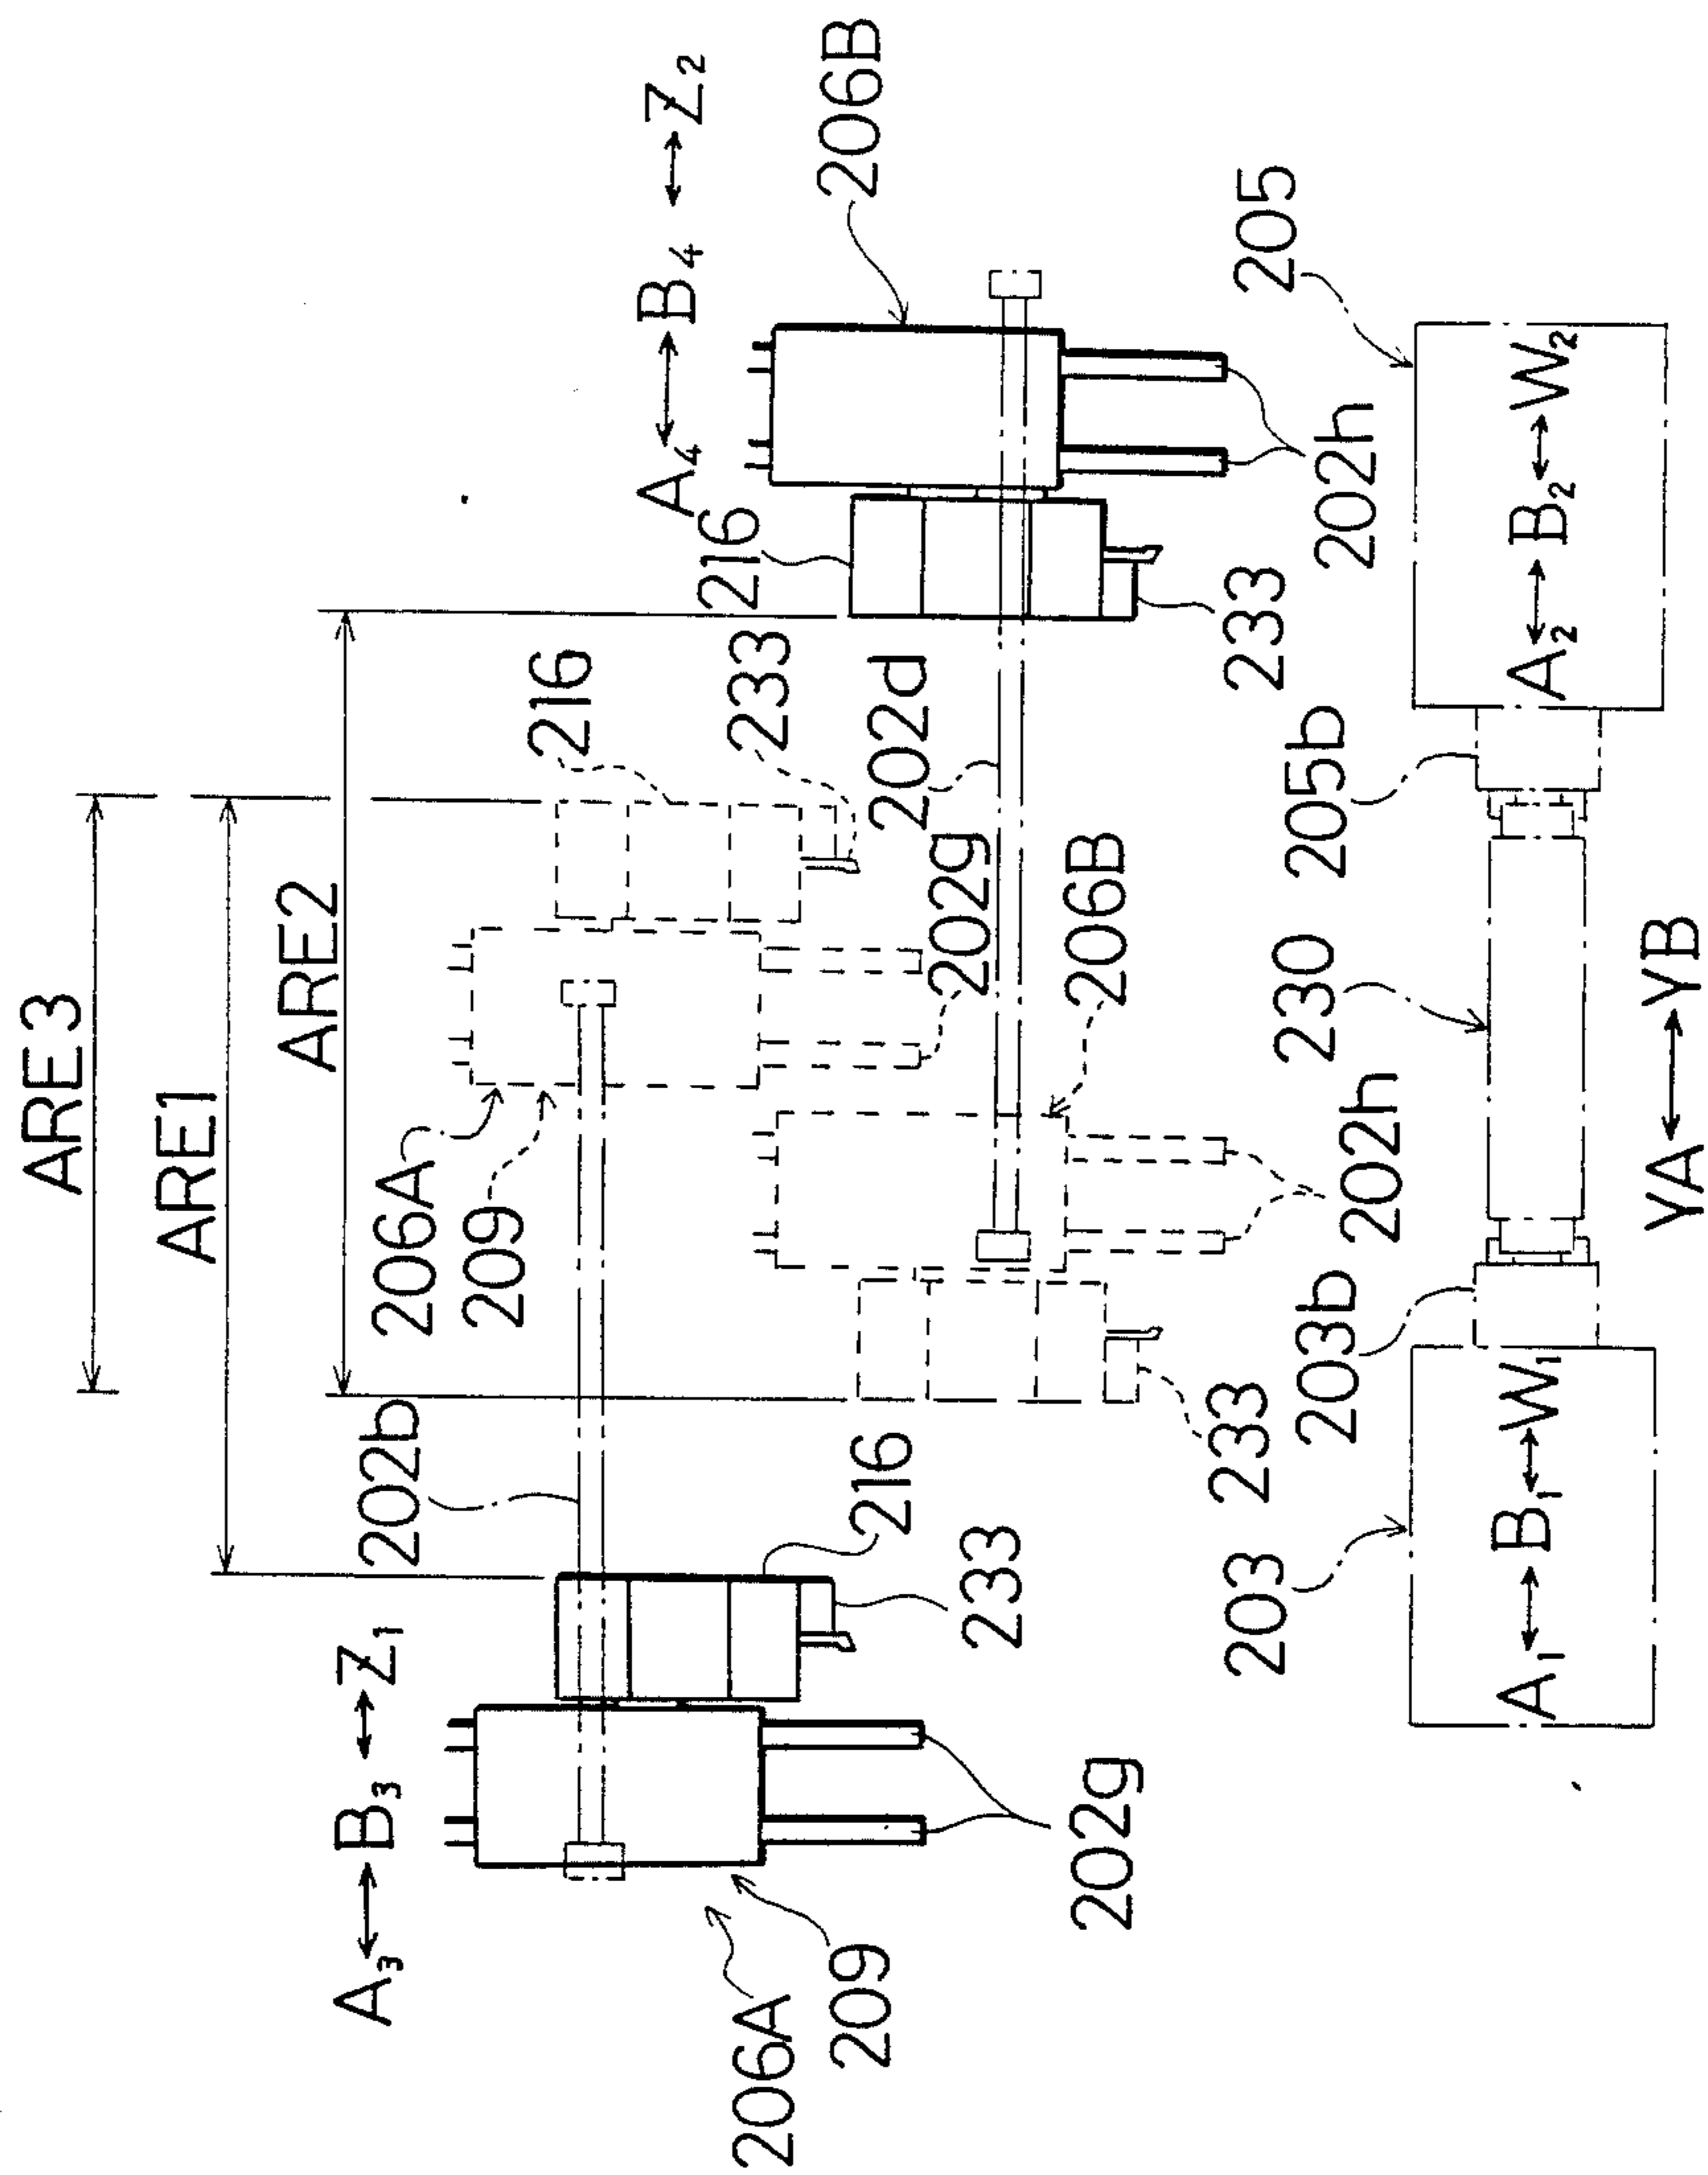 ARE3
ARE1
ARE2
A₃ ↔ B₃ ↔ Z₁
A₄ ↔ B₄ ↔ Z₂
202b
206A
209
216
233
216
206B
206A
209
216
233
202g
202d
202g
206B
233
202h
233
202h
203
203b
230
205b
205
A₁ ↔ B₁ ↔ W₁
A₂ ↔ B₂ ↔ W₂
YA ↔ YB